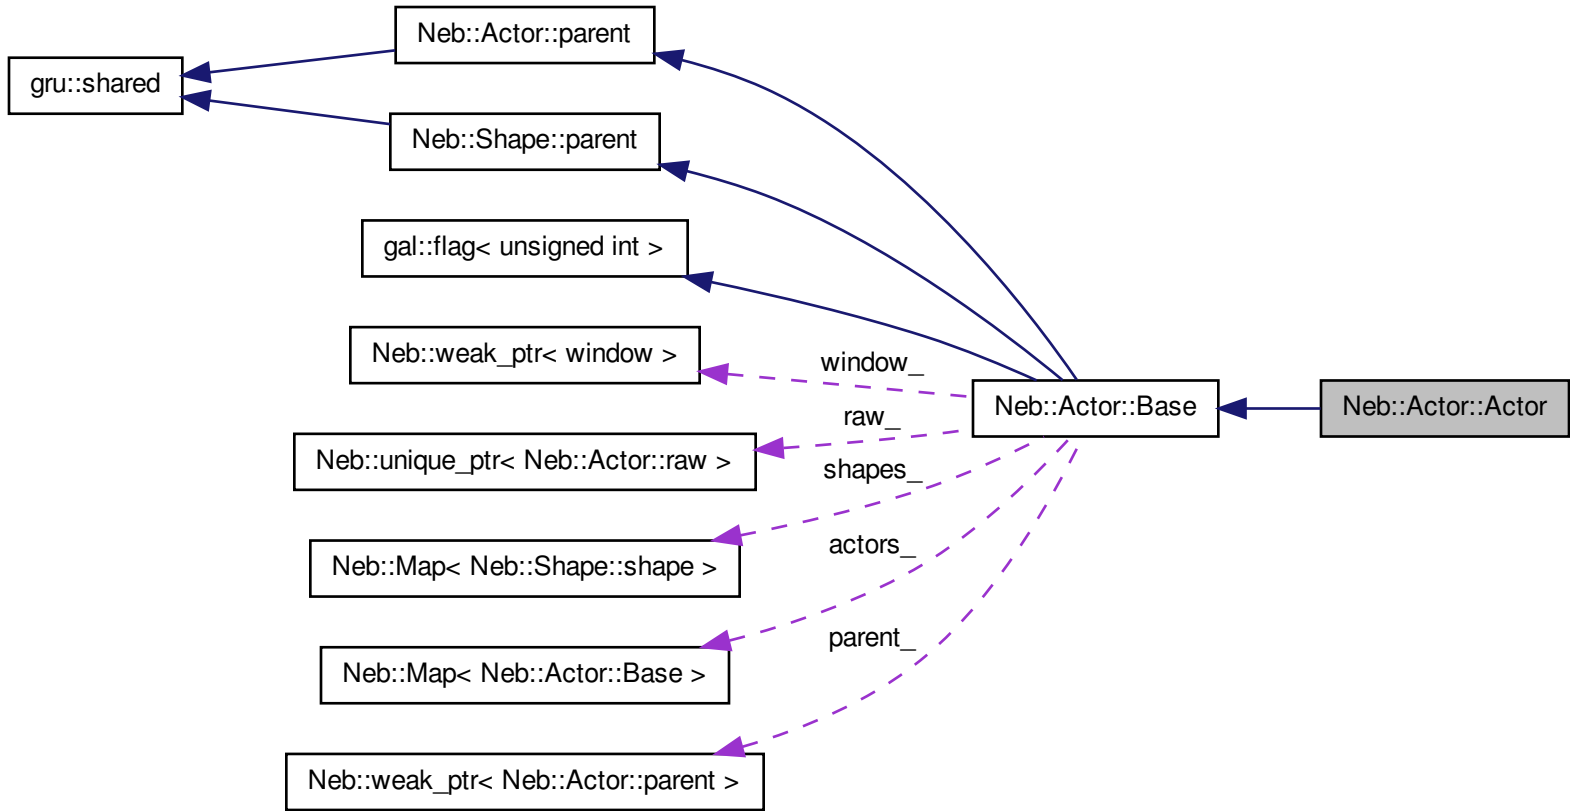 Neb::Actor::parent
gru::shared
Neb::Shape::parent
gal::flag< unsigned int >
Neb::weak_ptr< window >
window_
Neb::Actor::Base
Neb::Actor::Actor
raw_
Neb::unique_ptr< Neb::Actor::raw >
shapes_
Neb::Map< Neb::Shape::shape >
actors_
Neb::Map< Neb::Actor::Base >
parent_
Neb::weak_ptr< Neb::Actor::parent >